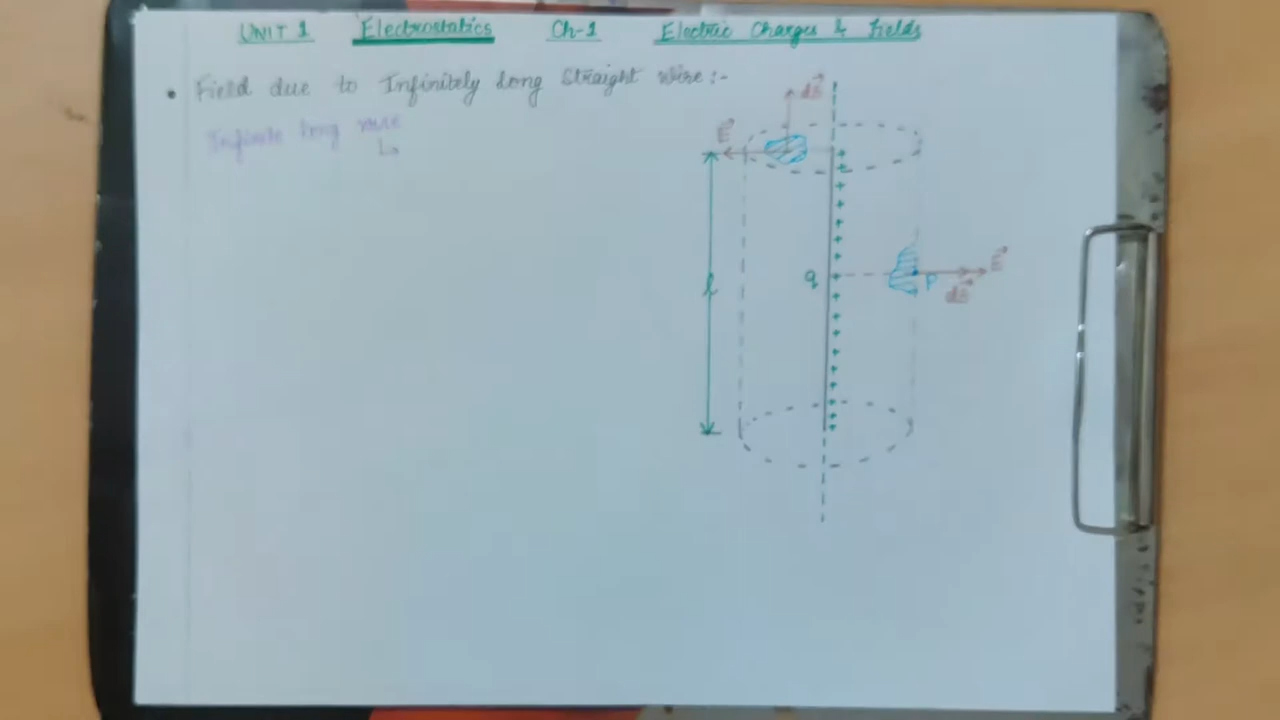 UNIT 1 Electrostatics Ch-1 Electric Charges & Fields
• Field due to Infinitely long Straight wire :-
Infinite long wire
dS
E
l
q
P
E
dS